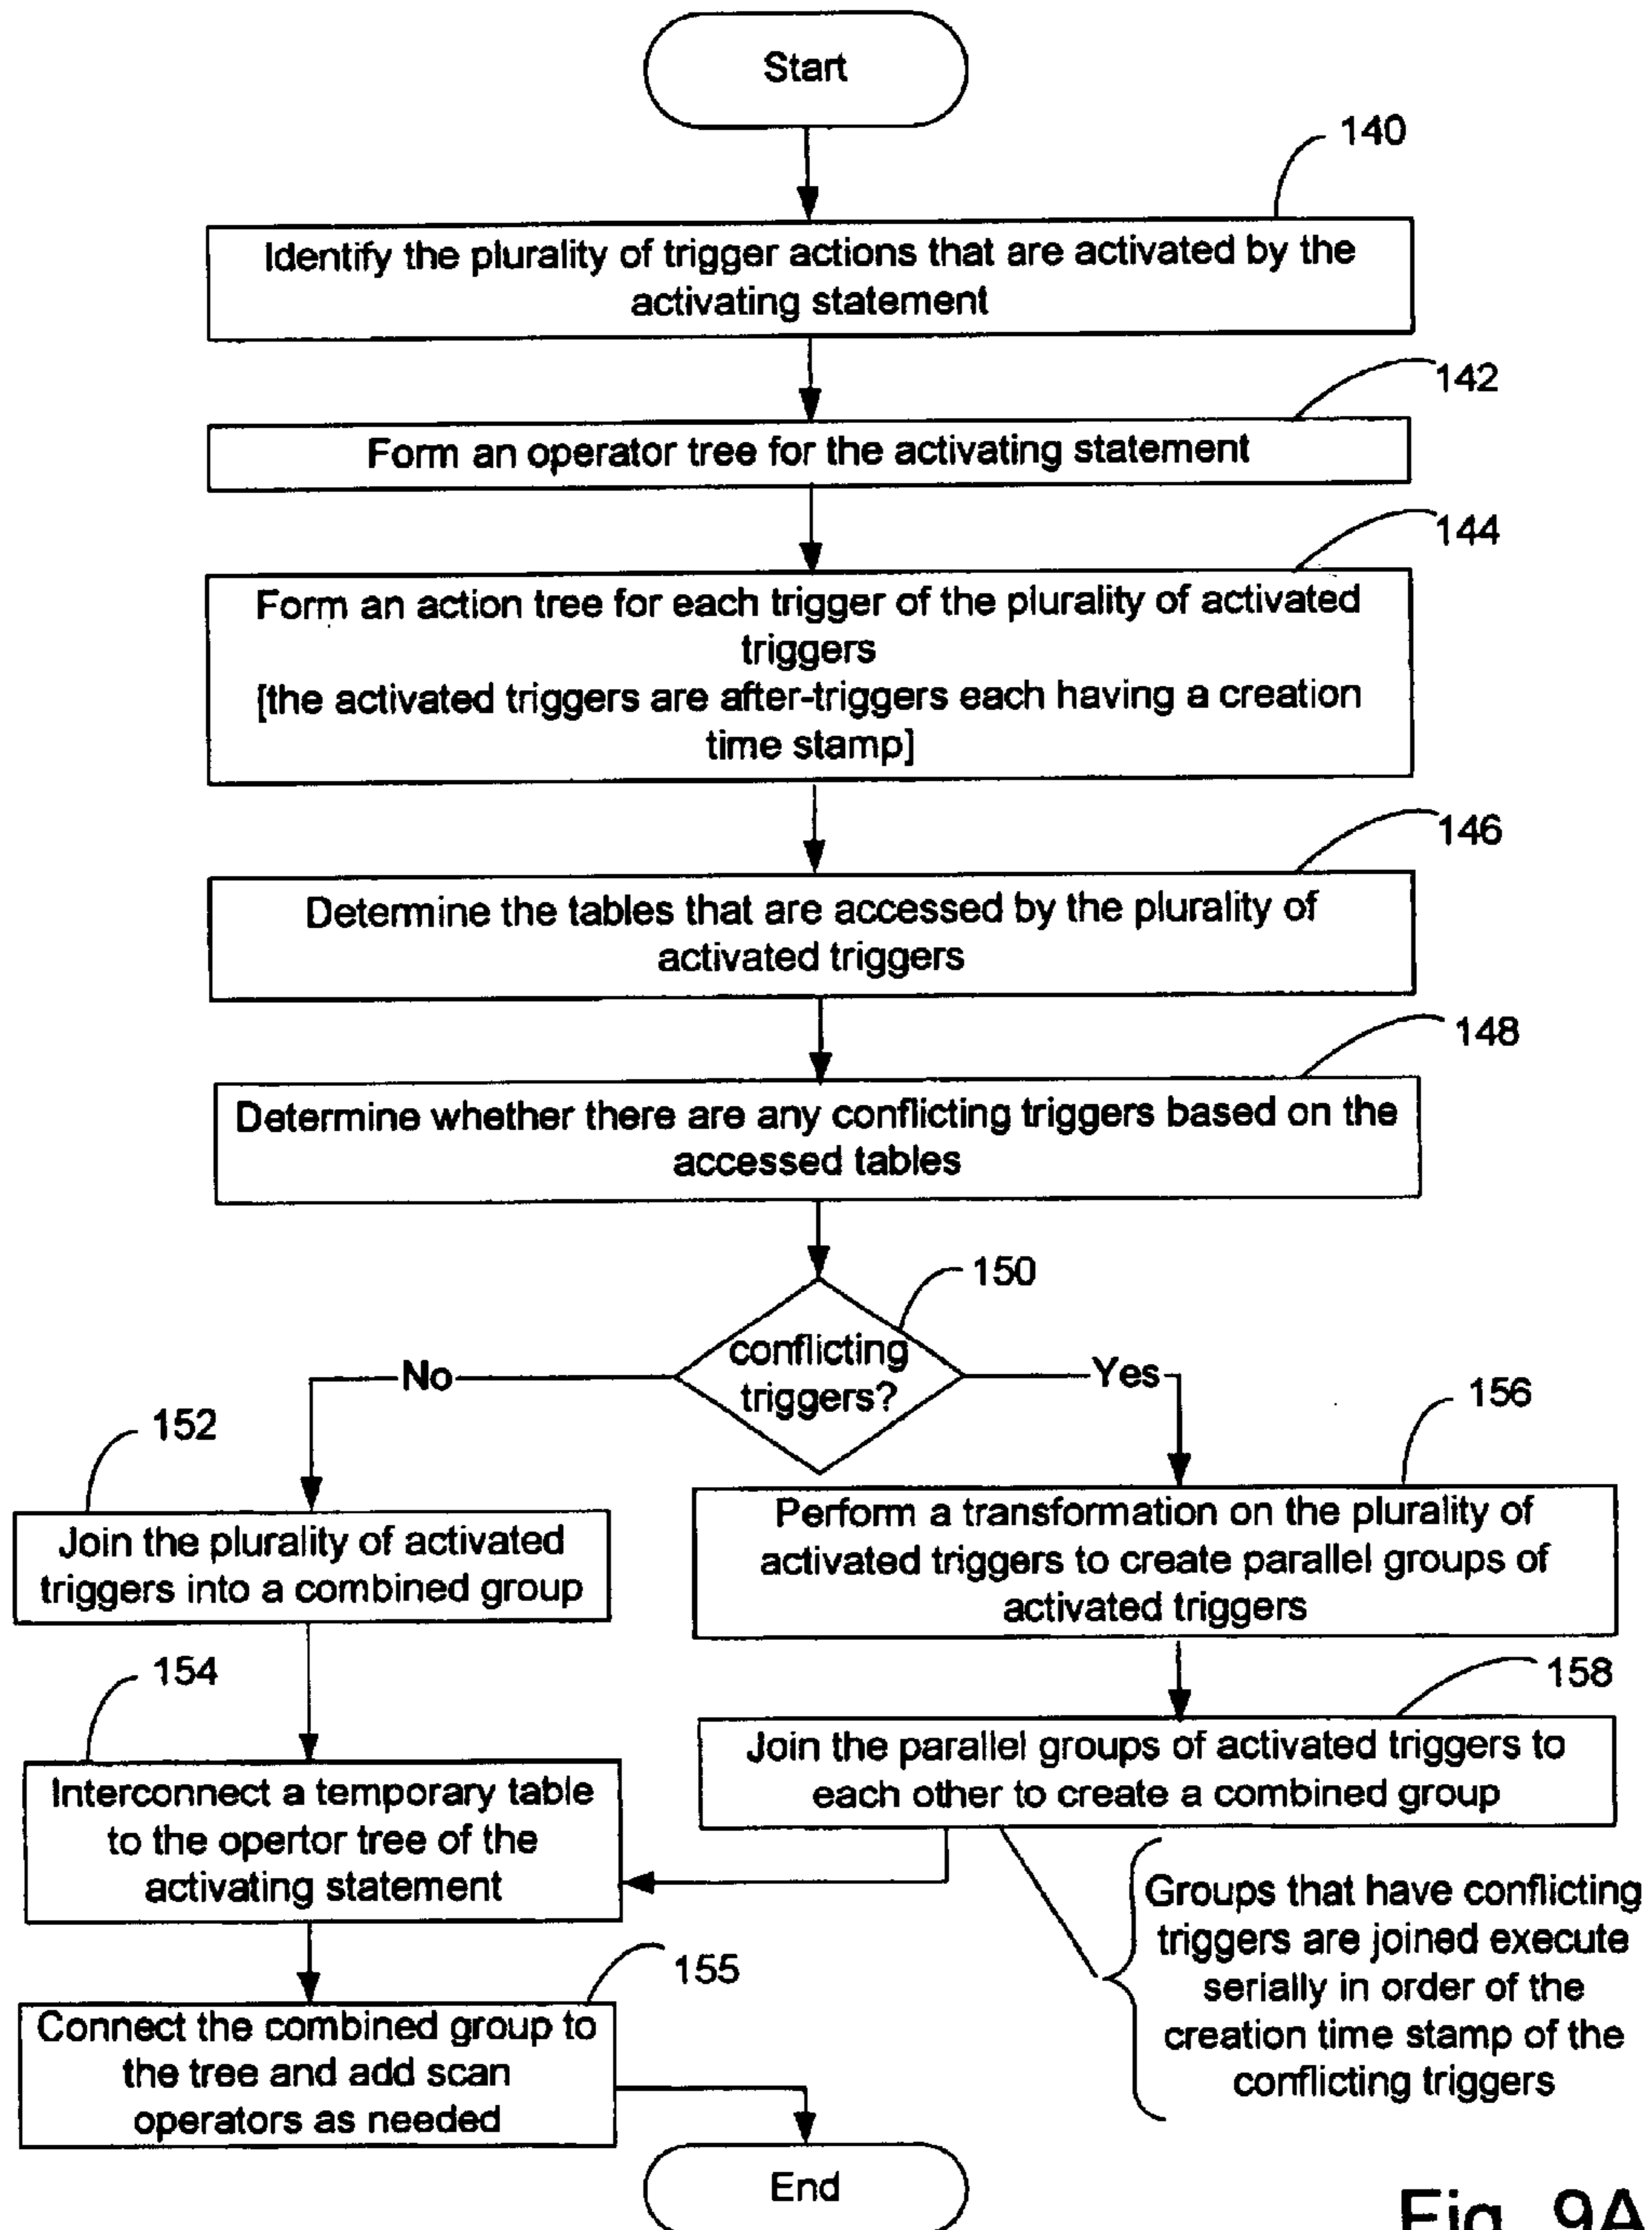 Start
140
Identify the plurality of trigger actions that are activated by the
activating statement
142
Form an operator tree for the activating statement
144
Form an action tree for each trigger of the plurality of activated
triggers
[the activated triggers are after-triggers each having a creation
time stamp]
146
Determine the tables that are accessed by the plurality of
activated triggers
148
Determine whether there are any conflicting triggers based on the
accessed tables
150
conflicting
triggers?
No
Yes
152
Join the plurality of activated
triggers into a combined group
156
Perform a transformation on the plurality of
activated triggers to create parallel groups of
activated triggers
154
Interconnect a temporary table
to the opertor tree of the
activating statement
158
Join the parallel groups of activated triggers to
each other to create a combined group
Groups that have conflicting
triggers are joined execute
serially in order of the
creation time stamp of the
conflicting triggers
155
Connect the combined group to
the tree and add scan
operators as needed
End
Fig. 9A